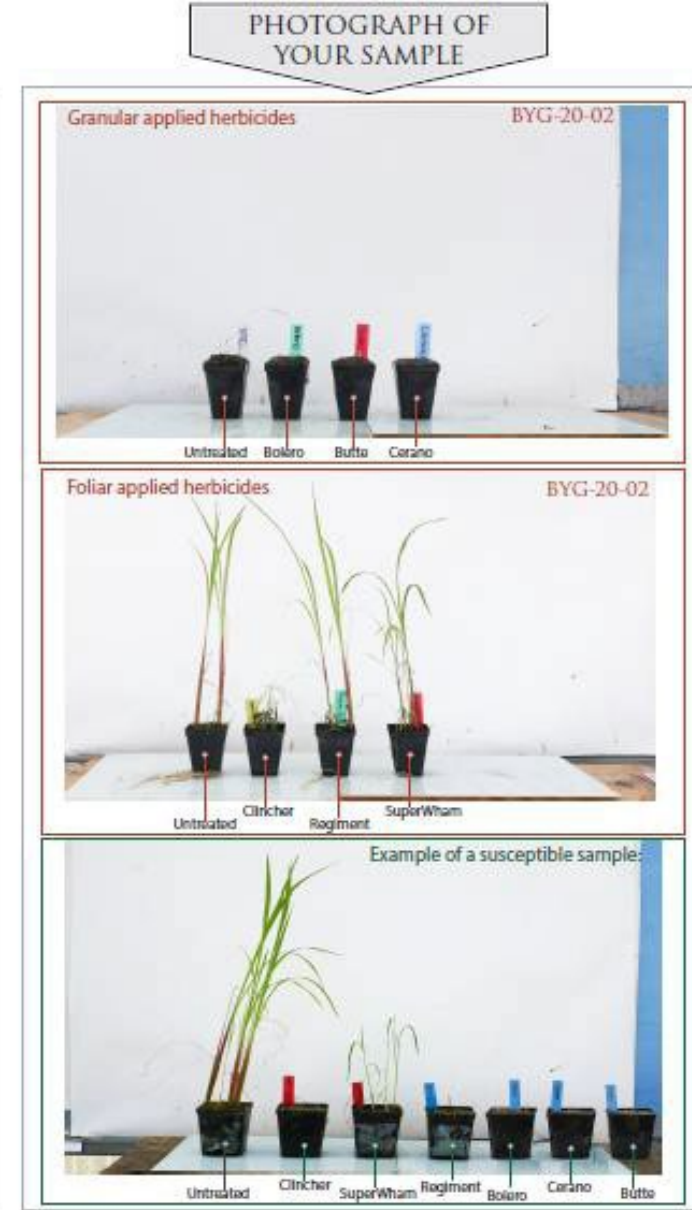 PHOTOGRAPH OF
YOUR SAMPLE
Granular applied herbicides
BYG-20-02
Untreated Bolero Butte Cerano
Foliar applied herbicides
BYG-20-02
Untreated Clincher Regiment SuperWham
Example of a susceptible sample:
Untreated Clincher SuperWham Regiment Bolero Cerano Butte